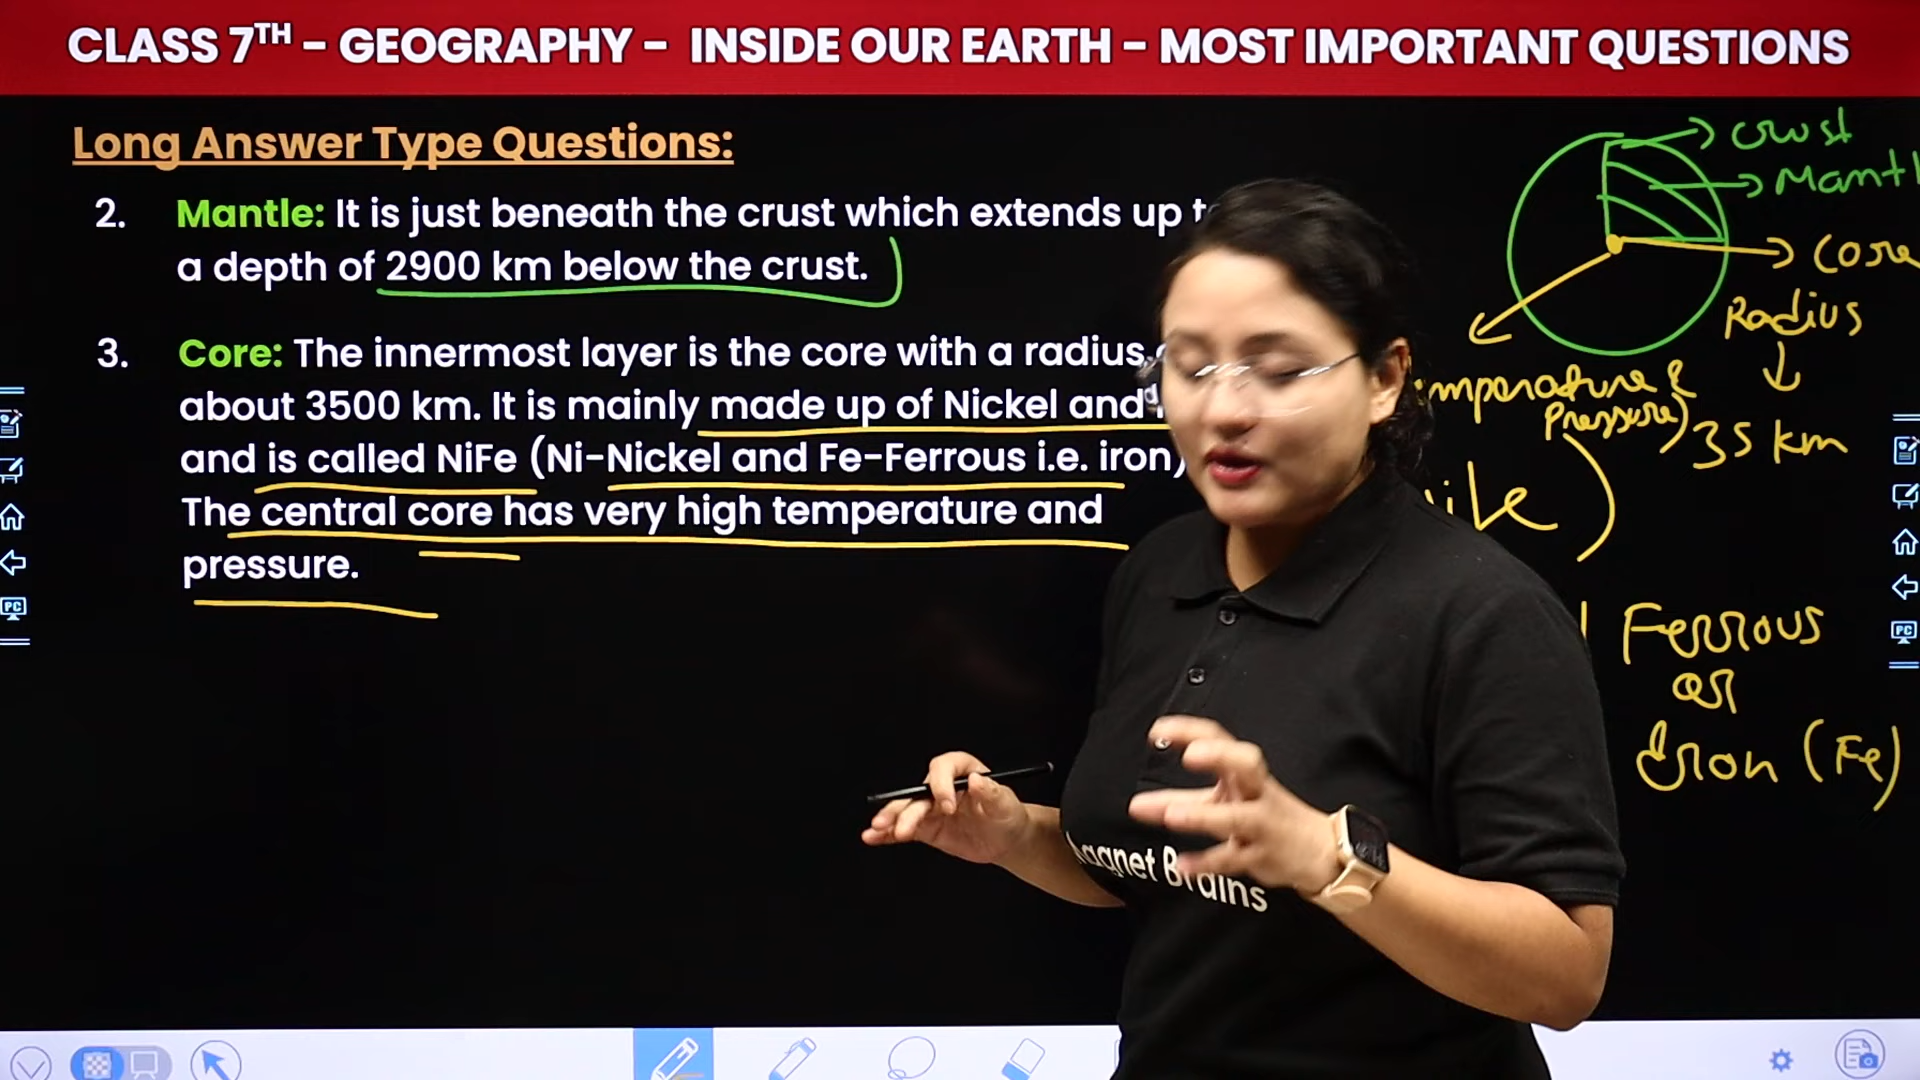 CLASS 7TH – GEOGRAPHY – INSIDE OUR EARTH – MOST IMPORTANT QUESTIONS
Long Answer Type Questions:
2. Mantle: It is just beneath the crust which extends up
a depth of 2900 km below the crust.
3. Core: The innermost layer is the core with a radius
about 3500 km. It is mainly made up of Nickel and
and is called NiFe (Ni-Nickel and Fe-Ferrous i.e. iron)
The central core has very high temperature and
pressure.
Crust
Core
Radius
Pressure)
35 km
Ferrous
or
Iron (Fe)
Magnet Brains
PC
PC